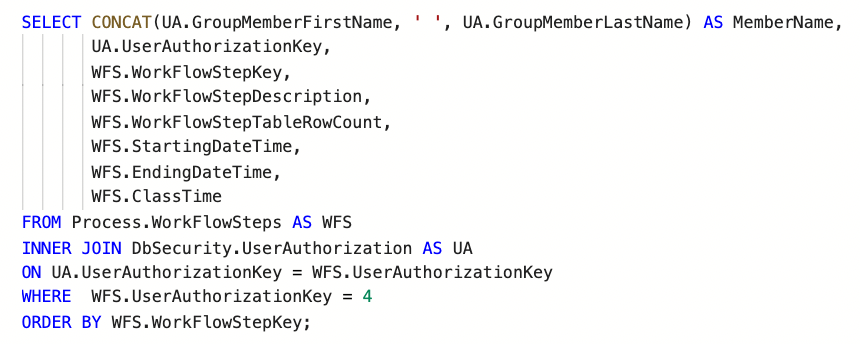 SELECT CONCAT(UA.GroupMemberFirstName, ' ', UA.GroupMemberLastName) AS MemberName,
UA.UserAuthorizationKey,
WFS.WorkFlowStepKey,
WFS.WorkFlowStepDescription,
WFS.WorkFlowStepTableRowCount,
WFS.StartingDateTime,
WFS.EndingDateTime,
WFS.ClassTime
FROM Process.WorkFlowSteps AS WFS
INNER JOIN DbSecurity.UserAuthorization AS UA
ON UA.UserAuthorizationKey = WFS.UserAuthorizationKey
WHERE  WFS.UserAuthorizationKey = 4
ORDER BY WFS.WorkFlowStepKey;